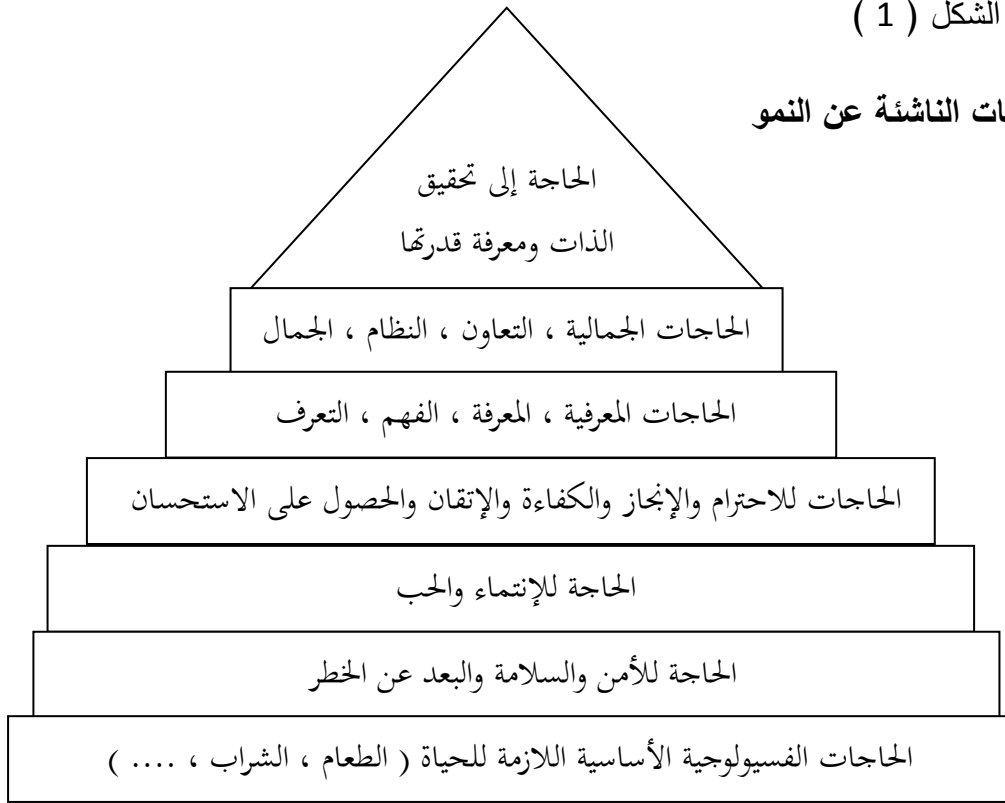 الشكل ( 1 )
الناشئة عن النمو
الحاجة إلى تحقيق
الذات ومعرفة قدرتها
الحاجات الجمالية ، التعاون ، النظام ، الجمال
الحاجات المعرفية ، المعرفة ، الفهم ، التعرف
الحاجات للاحترام والإنجاز والكفاءة والإتقان والحصول على الاستحسان
الحاجة للإنتماء والحب
الحاجة للأمن والسلامة والبعد عن الخطر
الحاجات الفسيولوجية الأساسية اللازمة للحياة ( الطعام ، الشراب ، .... )